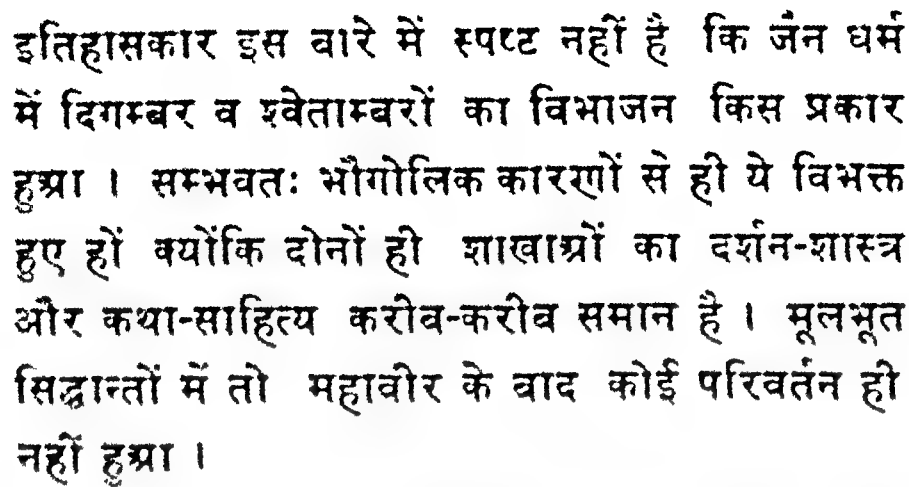 इतिहासकार इस बारे में स्पष्ट नहीं है कि जैन धर्म
में दिगम्बर व श्वेताम्बरों का विभाजन किस प्रकार
हुआ । सम्भवतः भौगोलिक कारणों से ही ये विभक्त
हुए हों क्योंकि दोनों ही शाखाओं का दर्शन-शास्त्र
और कथा-साहित्य करीब-करीब समान है । मूलभूत
सिद्धान्तों में तो महावीर के बाद कोई परिवर्तन ही
नहीं हुआ ।